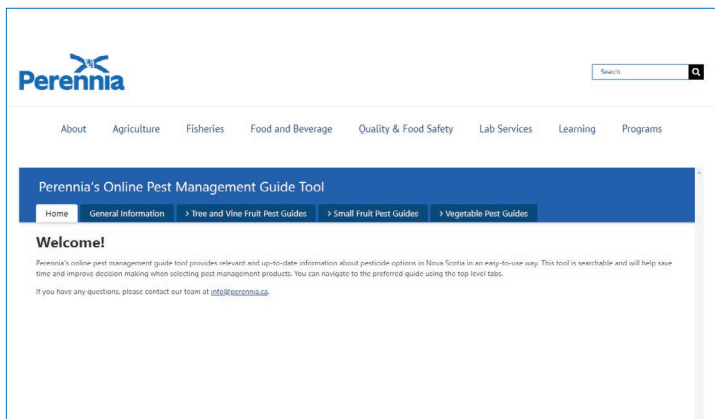 Perennia
Search
About Agriculture Fisheries Food and Beverage Quality & Food Safety Lab Services Learning Programs
Perennia's Online Pest Management Guide Tool
Home General Information > Tree and Vine Fruit Pest Guides > Small Fruit Pest Guides > Vegetable Pest Guides
Welcome!
Perennia's online pest management guide tool provides relevant and up-to-date information about pesticide options in Nova Scotia in an easy-to-use way. This tool is searchable and will help save
time and improve decision making when selecting pest management products. You can navigate to the preferred guide using the top level tabs.
If you have any questions, please contact our team at info@perennia.ca.